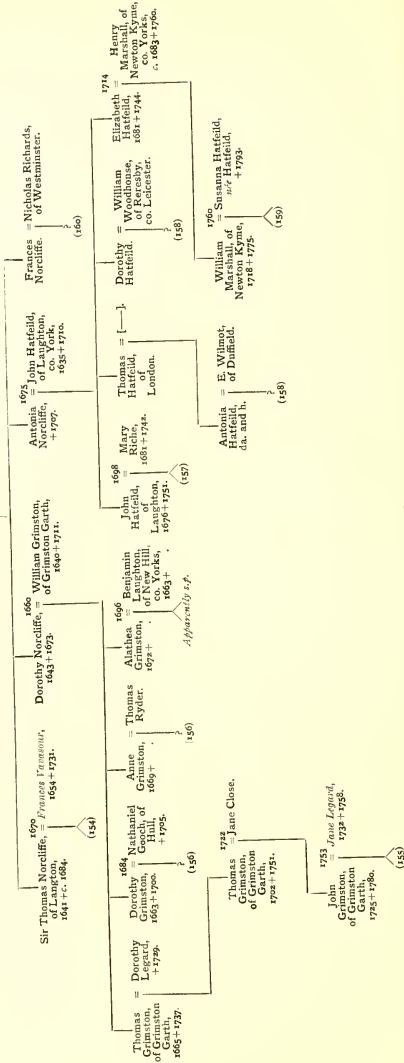 1670
Sir Thomas Norcliffe, = Frances Vavasour,
of Langton, 1654+1731.
1641+c. 1684.
(154)
1660
Dorothy Norcliffe, = William Grimston,
1643+1673. of Grimston Garth,
1640+1711.
1675
Antonia = John Hatfeild,
Norcliffe, of Laughton,
+1707. co. York,
1635+1710.
Frances = Nicholas Richards,
Norcliffe. of Westminster.
?
(160)
Thomas = Dorothy
Grimston, Legard,
of Grimston +1729.
Garth,
1665+1737.
1684
Dorothy = Nathaniel
Grimston, Gooch, of
1663+1700. Hull,
+1705.
?
(156)
Anne = Thomas
Grimston, Ryder.
1669+ .
?
(156)
1696
Alathea = Benjamin
Grimston, Laughton,
1672+ . of New Hill,
co. Yorks,
1663+ .
Apparently s.p.
1698
John = Mary
Hatfeild, Riche,
of 1681+1742.
Laughton,
1676+1751.
(157)
Thomas = [——].
Hatfeild,
of
London.
Dorothy = William
Hatfeild. Woodhouse,
of Reresby,
co. Leicester.
?
(158)
1714
Elizabeth = Henry
Hatfeild, Marshall, of
1681+1744. Newton Kyme,
co. Yorks,
c. 1683+1760.
1722
Thomas = Jane Close.
Grimston,
of Grimston
Garth,
1702+1751.
Antonia = E. Wilmot,
Hatfeild, of Duffield.
da. and h.
?
(158)
1760
William = Susanna Hatfeild,
Marshall, of née Hatfeild,
Newton Kyme, +1793.
1718+1775.
(159)
1753
John = Jane Legard,
Grimston, 1732+1758.
of Grimston
Garth,
1725+1780.
(155)